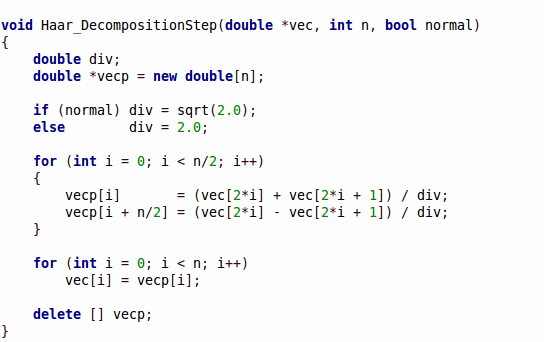 void Haar_DecompositionStep(double *vec, int n, bool normal)
{
    double div;
    double *vecp = new double[n];

    if (normal) div = sqrt(2.0);
    else        div = 2.0;

    for (int i = 0; i < n/2; i++)
    {
        vecp[i]       = (vec[2*i] + vec[2*i + 1]) / div;
        vecp[i + n/2] = (vec[2*i] - vec[2*i + 1]) / div;
    }

    for (int i = 0; i < n; i++)
        vec[i] = vecp[i];

    delete [] vecp;
}